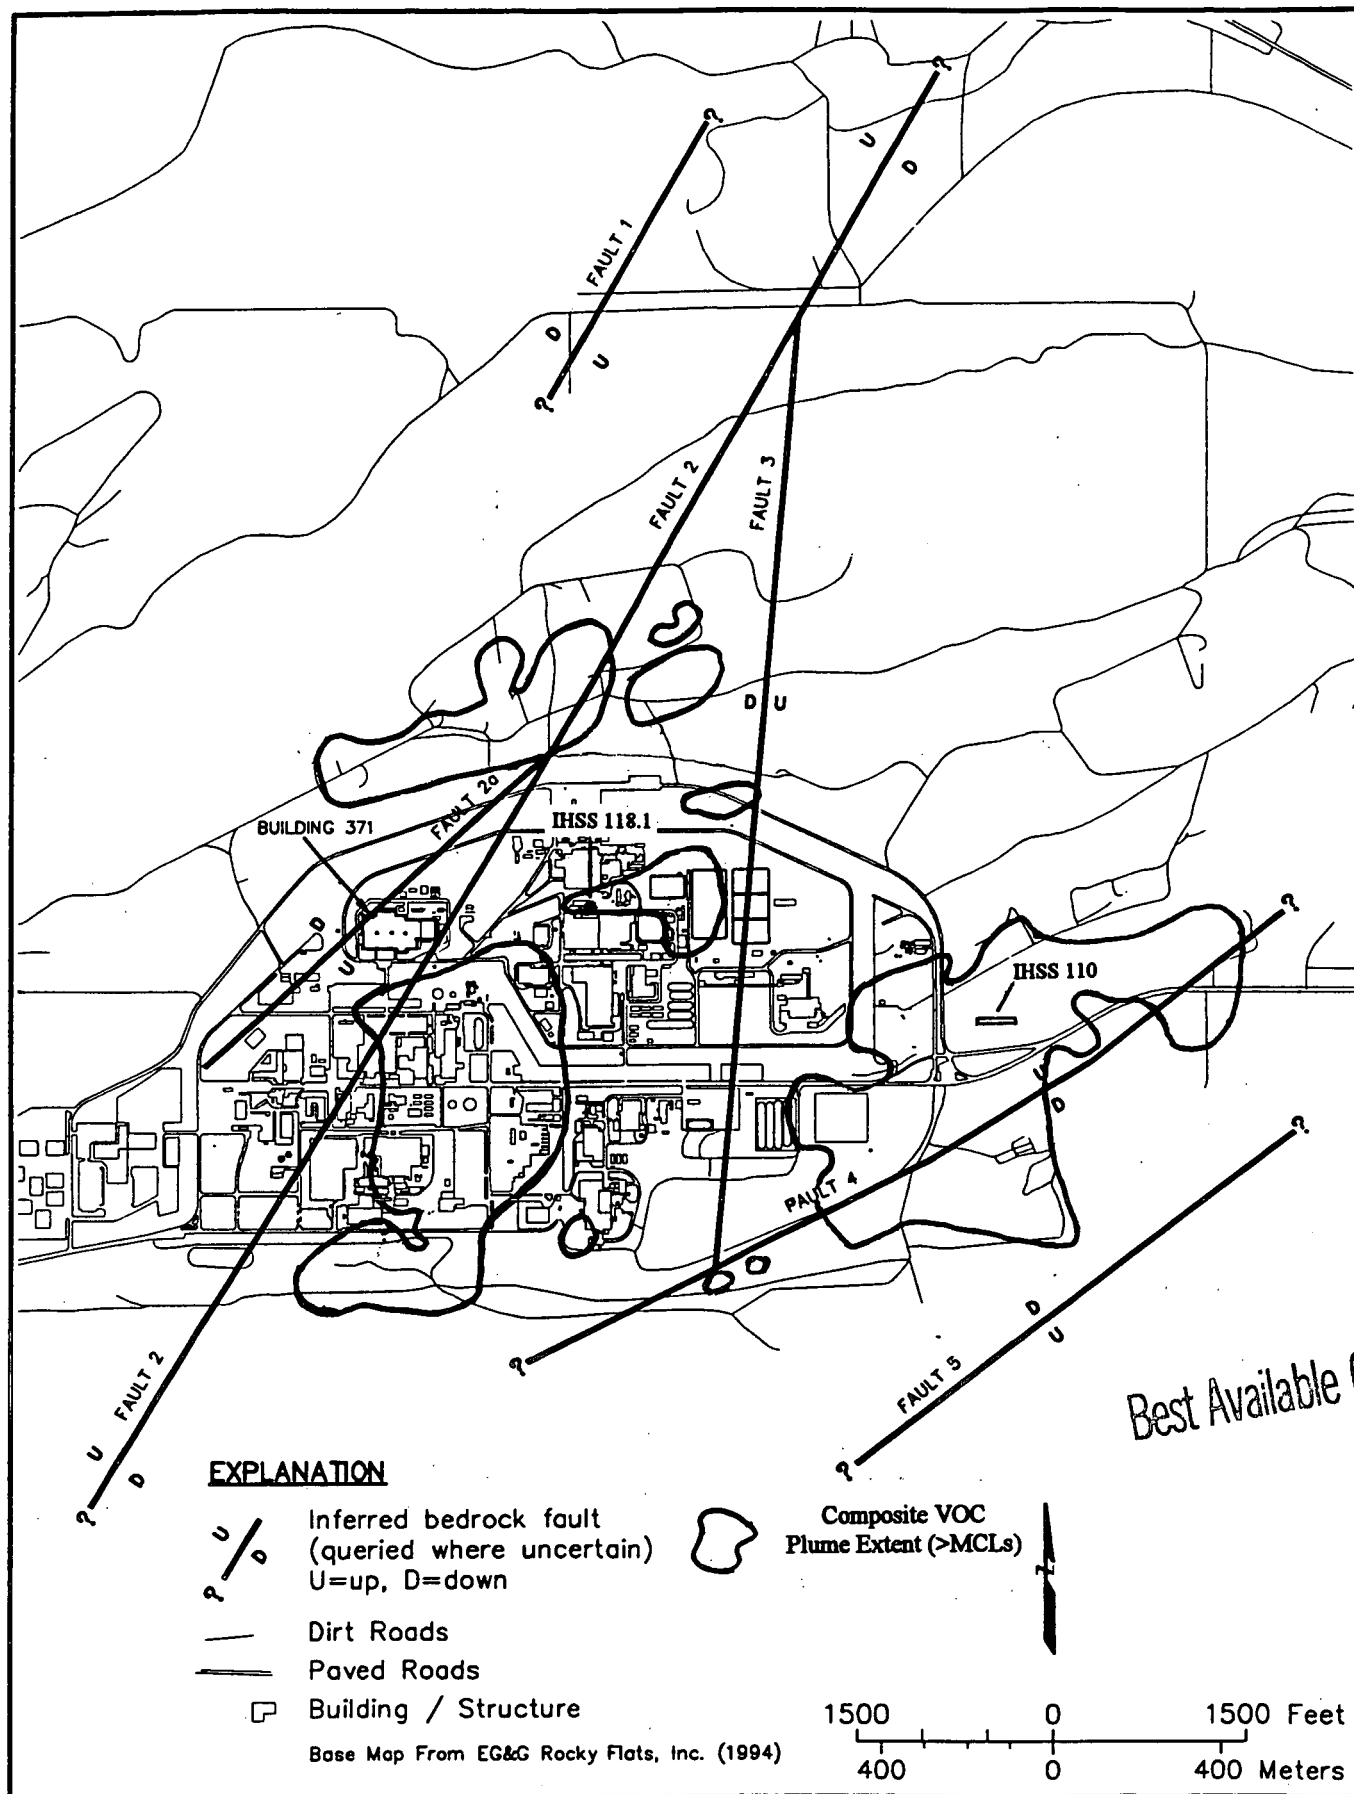 ?
?
U
D
FAULT 1
D
U
?
FAULT 2
FAULT 3
D U
FAULT 2a
BUILDING 371
IHSS 118.1
D
U
?
IHSS 110
U
D
?
FAULT 4
D
U
?
FAULT 5
FAULT 2
U
D
?
?
Best Available
EXPLANATION
U
D
?
Inferred bedrock fault
(queried where uncertain)
U=up, D=down
Composite VOC
Plume Extent (>MCLs)
Z
Dirt Roads
Paved Roads
Building / Structure
Base Map From EG&G Rocky Flats, Inc. (1994)
1500 0 1500 Feet
400 0 400 Meters